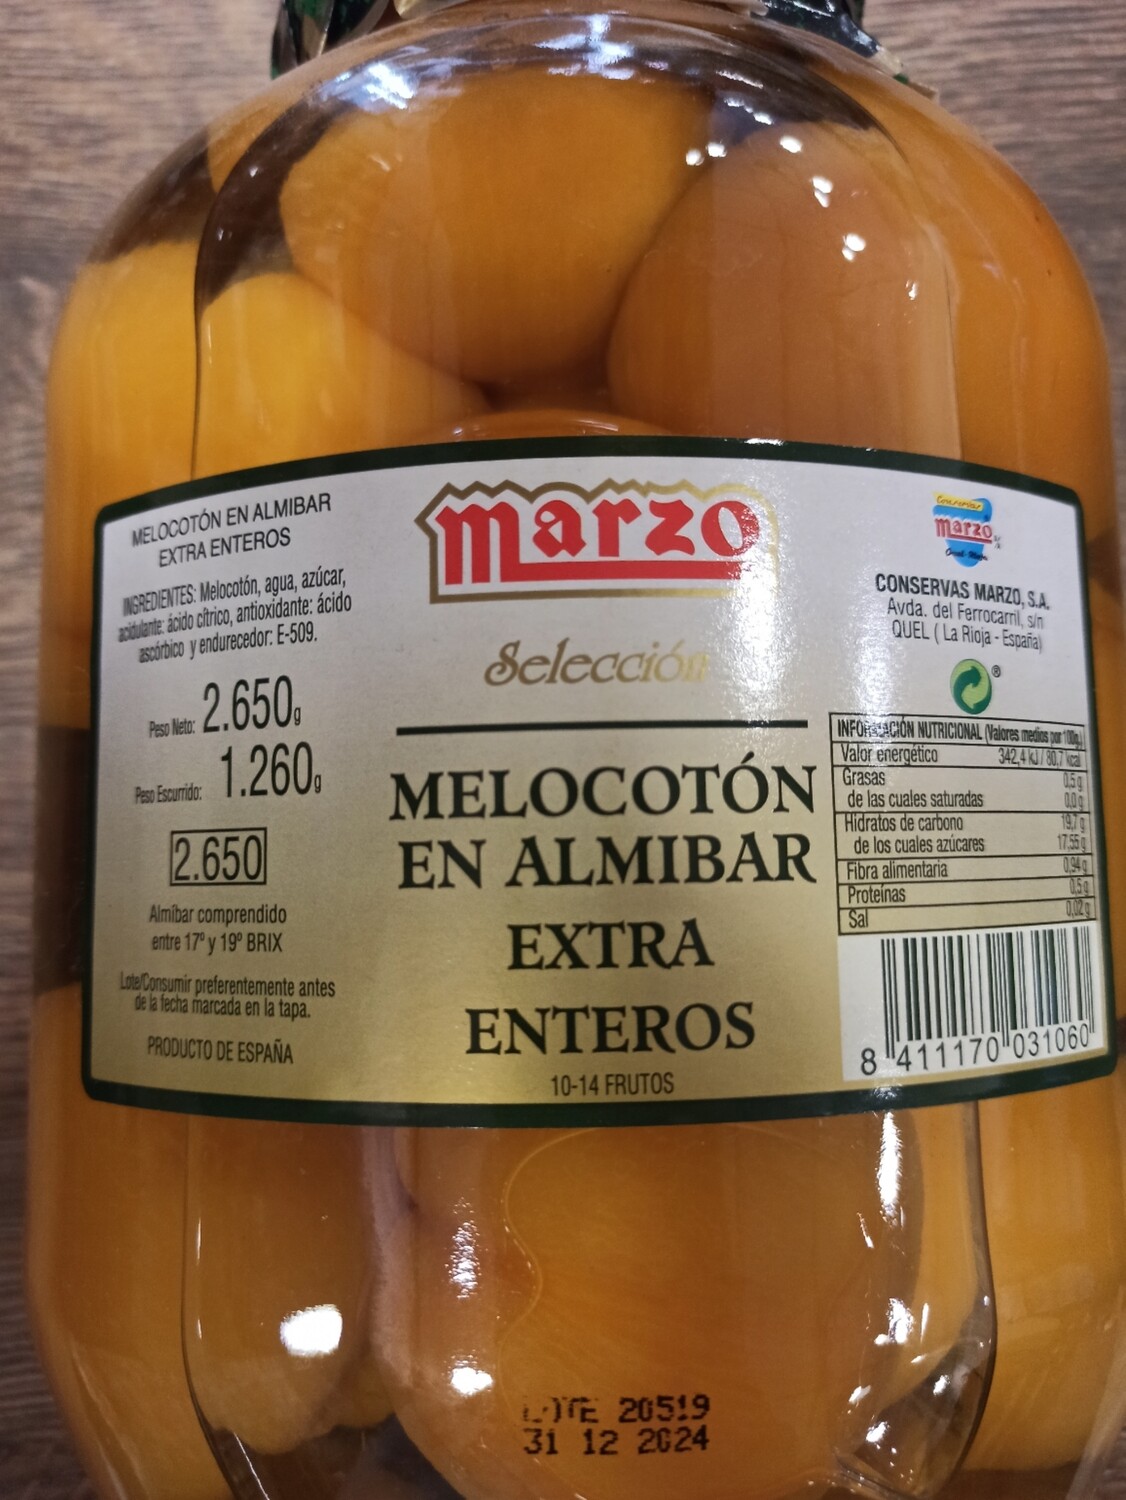 MELOCOTÓN EN ALMIBAR
EXTRA ENTEROS
INGREDIENTES: Melocotón, agua, azúcar,
acidulante: ácido cítrico, antioxidante: ácido
ascórbico y endurecedor: E-509.
Peso Neto: 2.650g
Peso Escurrido: 1.260g
2.650
Almíbar comprendido
entre 17º y 19º BRIX
Lote/Consumir preferentemente antes
de la fecha marcada en la tapa.
PRODUCTO DE ESPAÑA
marzo
Selección
MELOCOTÓN
EN ALMIBAR
EXTRA
ENTEROS
10-14 FRUTOS
Conservas
marzo
CONSERVAS MARZO, S.A.
Avda. del Ferrocarril, s/n
QUEL ( La Rioja - España)
®
INFORMACIÓN NUTRICIONAL (Valores medios por 100g.)
Valor energético 342,4 kJ / 80,7 kcal
Grasas 0,5 g
de las cuales saturadas 0,0 g
Hidratos de carbono 19,7 g
de los cuales azúcares 17,55 g
Fibra alimentaria 0,94 g
Proteínas 0,5 g
Sal 0,02 g
8 411170 031060
LOTE 20519
31 12 2024